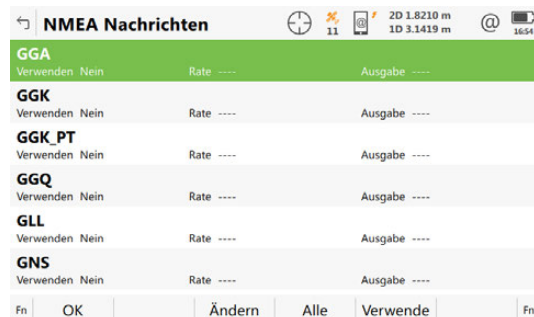 NMEA Nachrichten
11
@
2D 1.8210 m
1D 3.1419 m
@
16:54
GGA
Verwenden Nein Rate ---- Ausgabe ----
GGK
Verwenden Nein Rate ---- Ausgabe ----
GGK_PT
Verwenden Nein Rate ---- Ausgabe ----
GGQ
Verwenden Nein Rate ---- Ausgabe ----
GLL
Verwenden Nein Rate ---- Ausgabe ----
GNS
Verwenden Nein Rate ---- Ausgabe ----
Fn OK Ändern Alle Verwende Fn